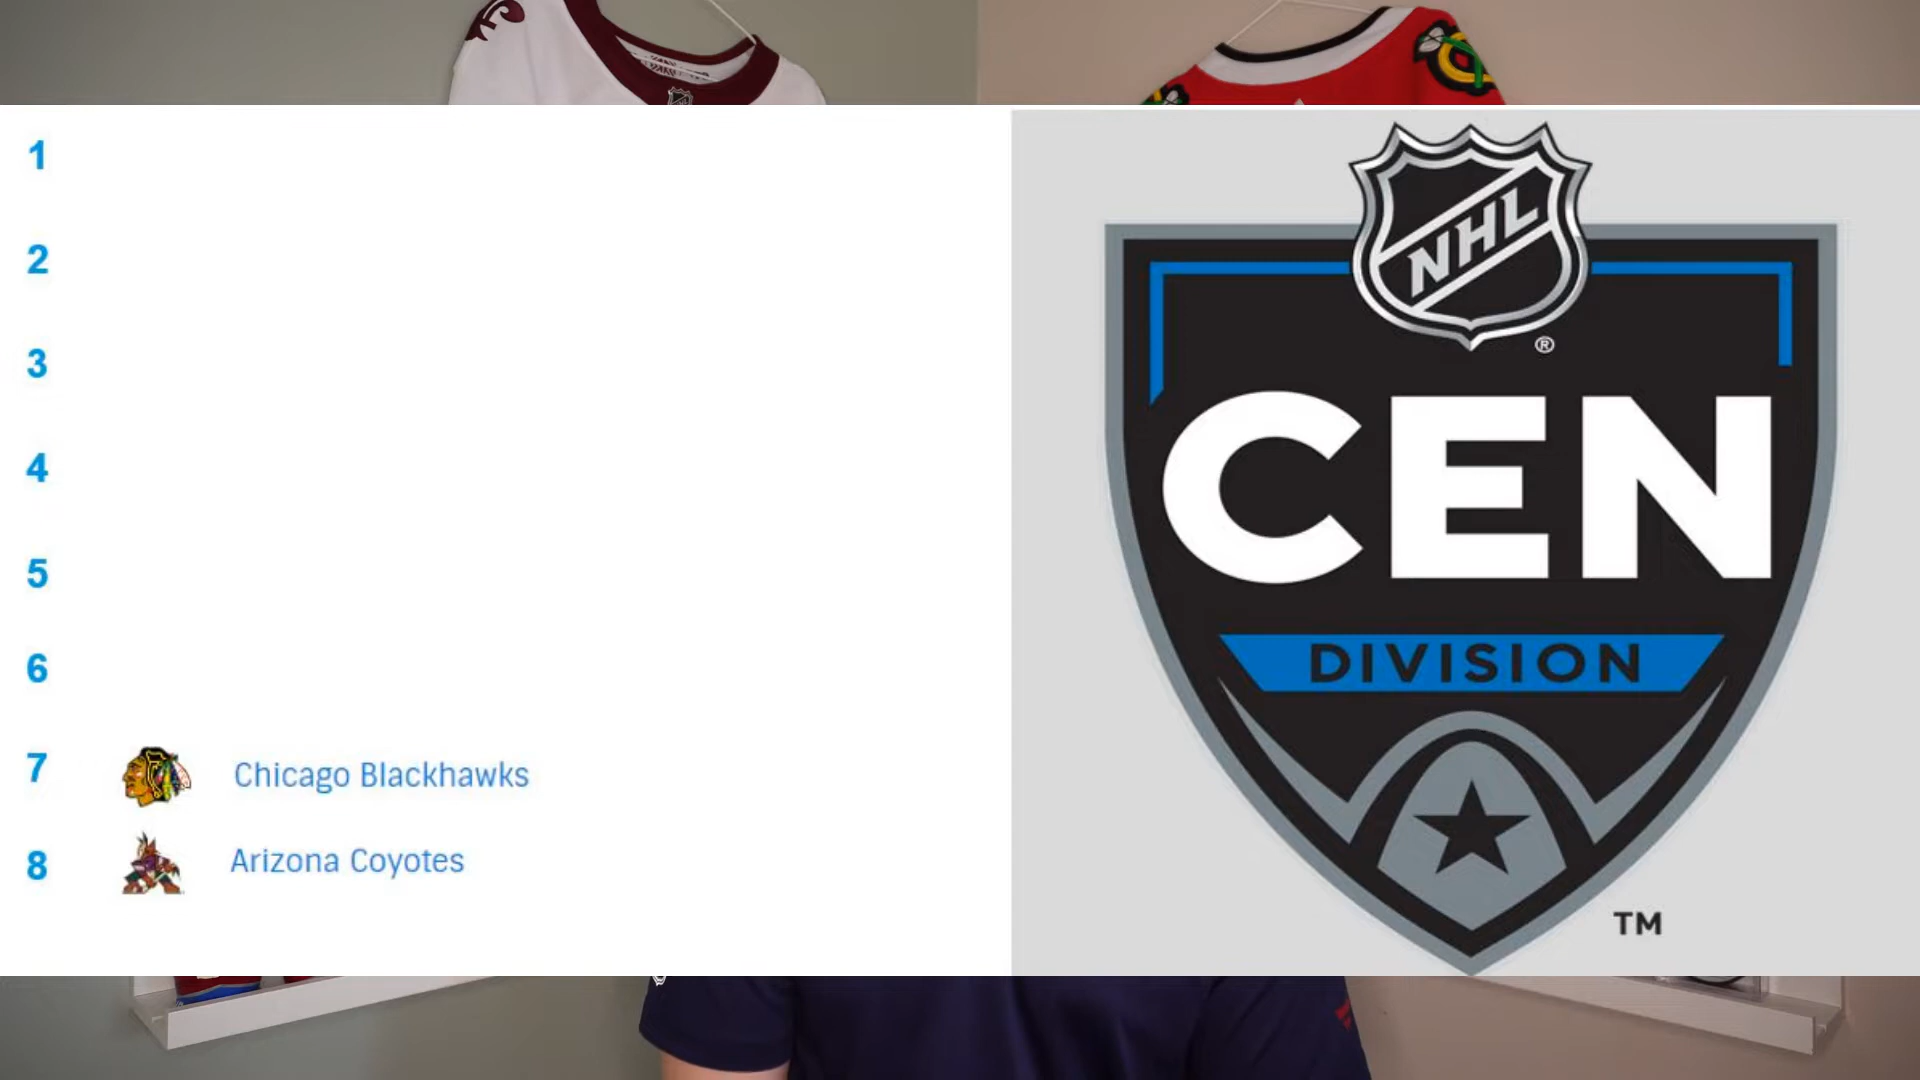 1
2
3
4
5
6
7 Chicago Blackhawks
8 Arizona Coyotes
NHL
®
CEN
DIVISION
TM